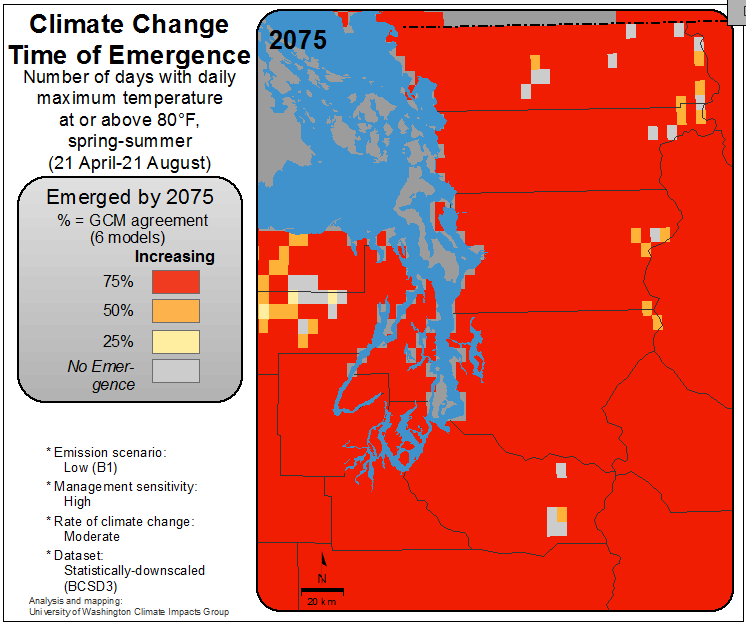 Climate Change
Time of Emergence
Number of days with daily
maximum temperature
at or above 80°F,
spring-summer
(21 April-21 August)
Emerged by 2075
% = GCM agreement
(6 models)
Increasing
75%
50%
25%
No Emer-
gence
* Emission scenario:
Low (B1)
* Management sensitivity:
High
* Rate of climate change:
Moderate
* Dataset:
Statistically-downscaled
(BCSD3)
Analysis and mapping:
University of Washington Climate Impacts Group
2075
N
20 km